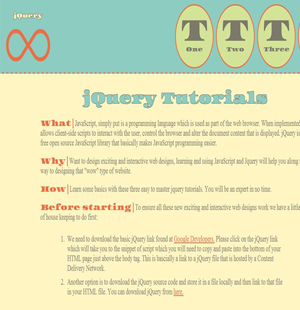 jQuery
T T T
One Two Three
jQuery Tutorials
What | JavaScript, simply put is a programming language which is used as part of the web browser. When implemented
allows client-side scripts to interact with the user, control the browser and alter the document content that is displayed. jQuery is
free open source JavaScript library that basically makes JavaScript programming easier.
Why | Want to design exciting and interactive web designs, learning and using JavaScript and Jquery will help you along
way to designing that "wow" type of website.
How | Learn some basics with these three easy to master jquery tutorials. You will be an expert in no time.
Before starting | To ensure all these new exciting and interactive web designs work we have a little
of house keeping to do first:
1. We need to download the basic jQuery link found at Google Developers. Please click on the jQuery link
which will take you to the snippet of script which you will need to copy and paste into the bottom of your
HTML page just above the body tag. This is basically a link to a jQuery file that is hosted by a Content
Delivery Network.
2. Another option is to download the jQuery source code and store it in a file locally and then link to that file
in your HTML file. You can download jQuery from here.